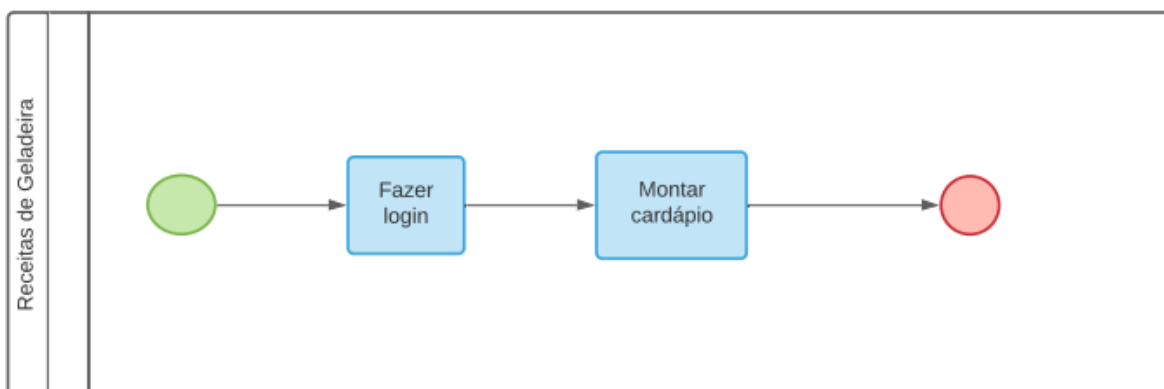 Receitas de Geladeira
Fazer
login
Montar
cardápio